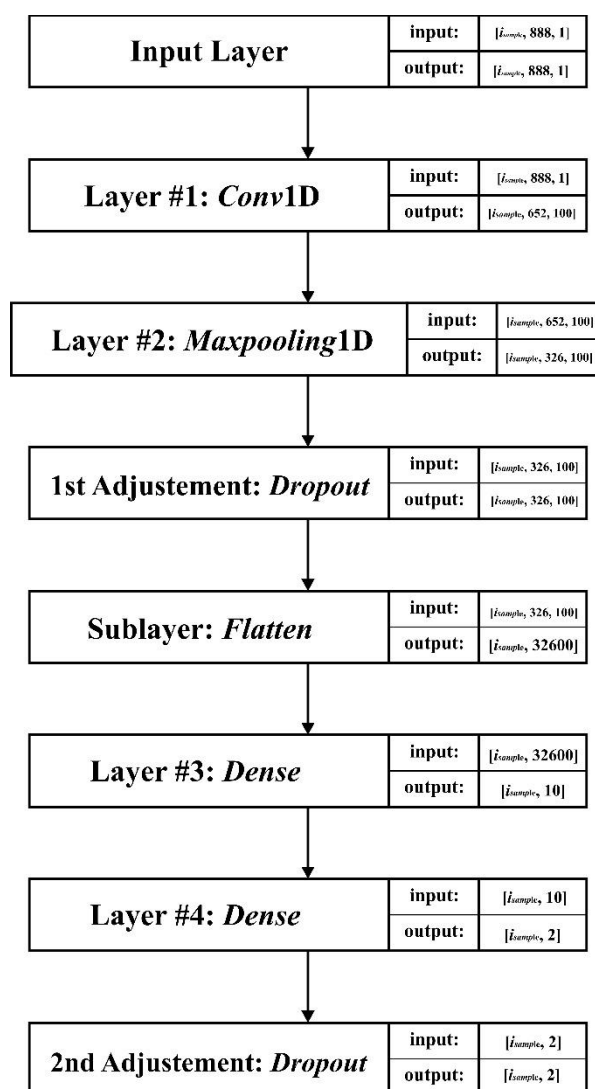 Input Layer
input: [isample, 888, 1]
output: [isample, 888, 1]
Layer #1: Conv1D
input: [isample, 888, 1]
output: [isample, 652, 100]
Layer #2: Maxpooling1D
input: [isample, 652, 100]
output: [isample, 326, 100]
1st Adjustement: Dropout
input: [isample, 326, 100]
output: [isample, 326, 100]
Sublayer: Flatten
input: [isample, 326, 100]
output: [isample, 32600]
Layer #3: Dense
input: [isample, 32600]
output: [isample, 10]
Layer #4: Dense
input: [isample, 10]
output: [isample, 2]
2nd Adjustement: Dropout
input: [isample, 2]
output: [isample, 2]